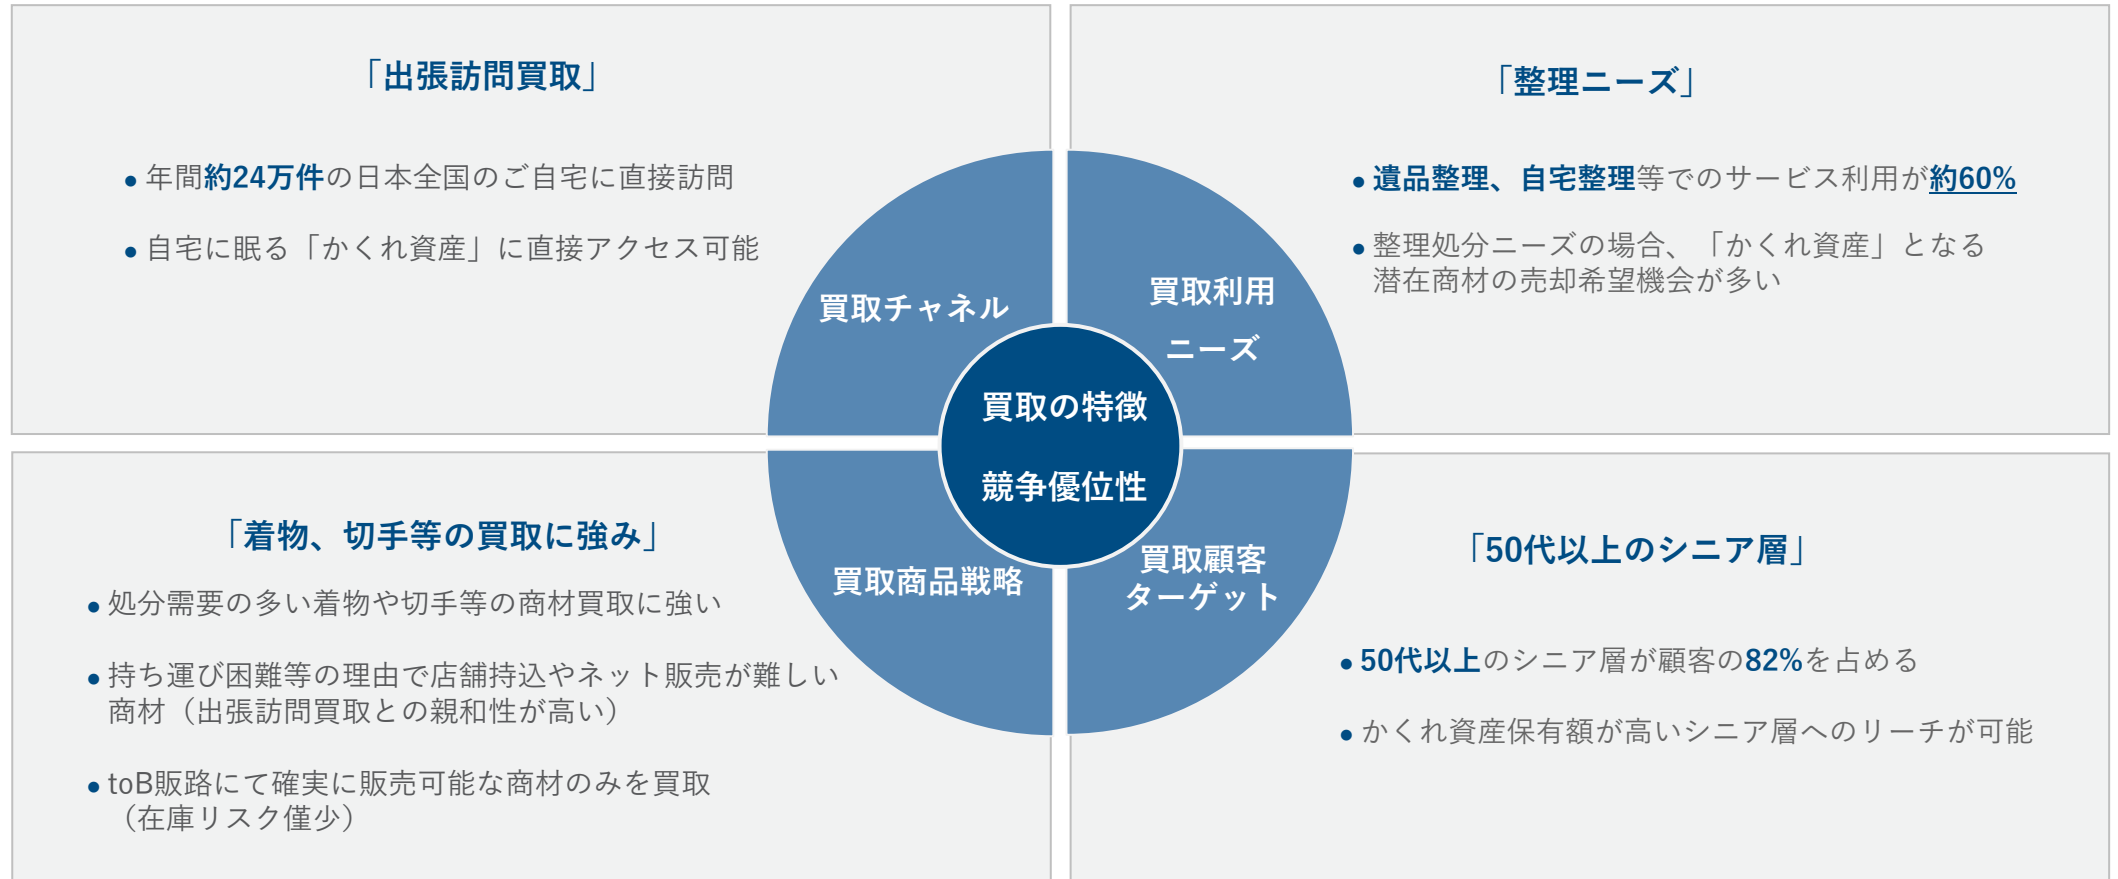 「出張訪問買取」
● 年間約24万件の日本全国のご自宅に直接訪問
● 自宅に眠る「かくれ資産」に直接アクセス可能
買取チャネル
「整理ニーズ」
● 遺品整理、自宅整理等でのサービス利用が約60%
● 整理処分ニーズの場合、「かくれ資産」となる
潜在商材の売却希望機会が多い
買取利用
ニーズ
買取の特徴
競争優位性
「着物、切手等の買取に強み」
● 処分需要の多い着物や切手等の商材買取に強い
● 持ち運び困難等の理由で店舗持込やネット販売が難しい
商材（出張訪問買取との親和性が高い）
● toB販路にて確実に販売可能な商材のみを買取
（在庫リスク僅少）
買取商品戦略
買取顧客
ターゲット
「50代以上のシニア層」
● 50代以上のシニア層が顧客の82%を占める
● かくれ資産保有額が高いシニア層へのリーチが可能